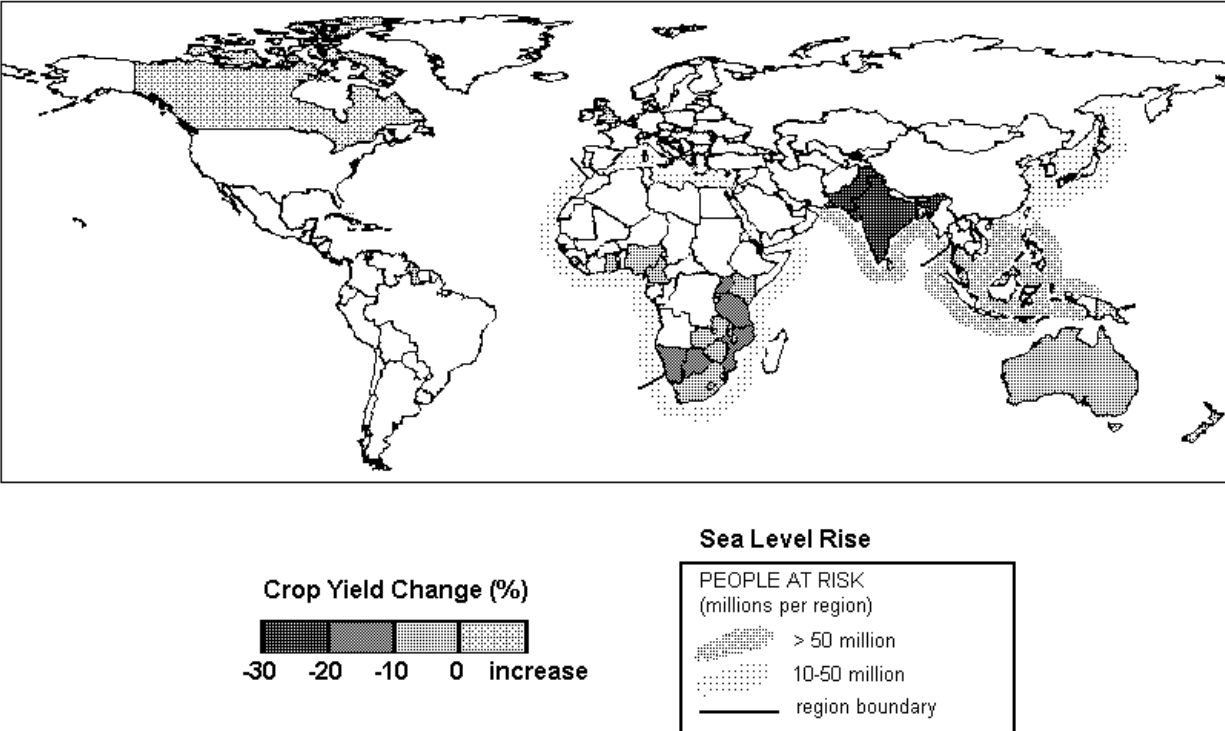 Crop Yield Change (%)
-30 -20 -10 0 increase
Sea Level Rise
PEOPLE AT RISK
(millions per region)
> 50 million
10-50 million
region boundary